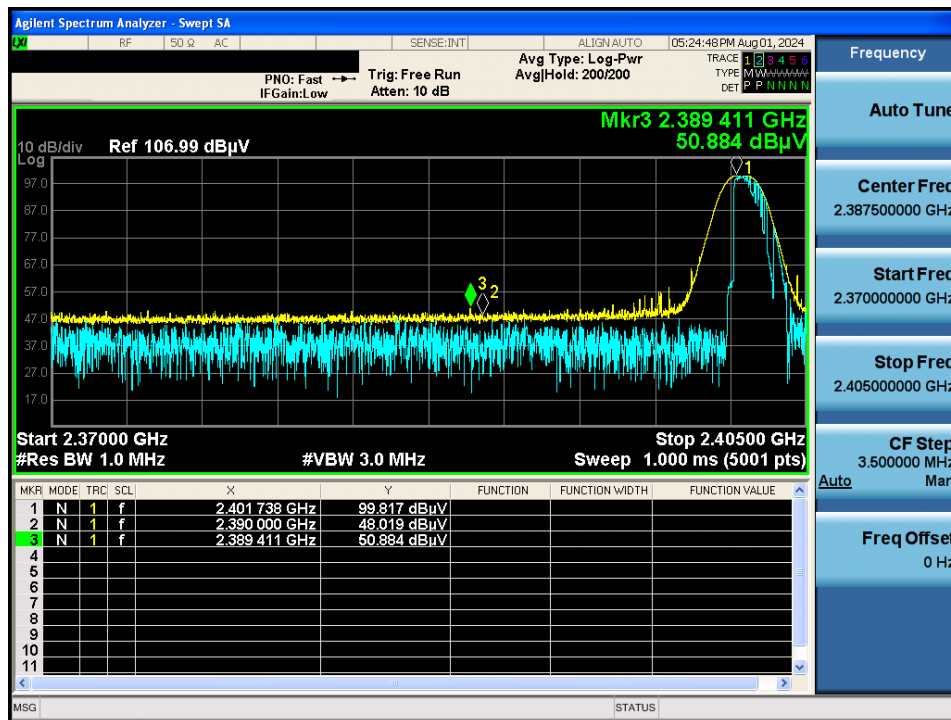 Agilent Spectrum Analyzer - Swept SA
LXI RF 50 Ω AC SENSE:INT ALIGN AUTO 05:24:48 PM Aug 01, 2024
Frequency
PNO: Fast IFGain:Low
Trig: Free Run
Atten: 10 dB
Avg Type: Log-Pwr
Avg|Hold: 200/200
TRACE 1 2 3 4 5 6
TYPE M W W W W W
DET P P N N N N
Auto Tune
Mkr3 2.389 411 GHz
50.884 dBµV
10 dB/div Ref 106.99 dBµV
Log
97.0
87.0
77.0
67.0
57.0
47.0
37.0
27.0
17.0
1
3
2
Start 2.37000 GHz Stop 2.40500 GHz
#Res BW 1.0 MHz #VBW 3.0 MHz Sweep 1.000 ms (5001 pts)
Center Freq
2.387500000 GHz
Start Freq
2.370000000 GHz
Stop Freq
2.405000000 GHz
CF Step
3.500000 MHz
Auto Man
Freq Offset
0 Hz
MKR MODE TRC SCL X Y FUNCTION FUNCTION WIDTH FUNCTION VALUE
1 N 1 f 2.401 738 GHz 99.817 dBµV
2 N 1 f 2.390 000 GHz 48.019 dBµV
3 N 1 f 2.389 411 GHz 50.884 dBµV
4
5
6
7
8
9
10
11
MSG STATUS